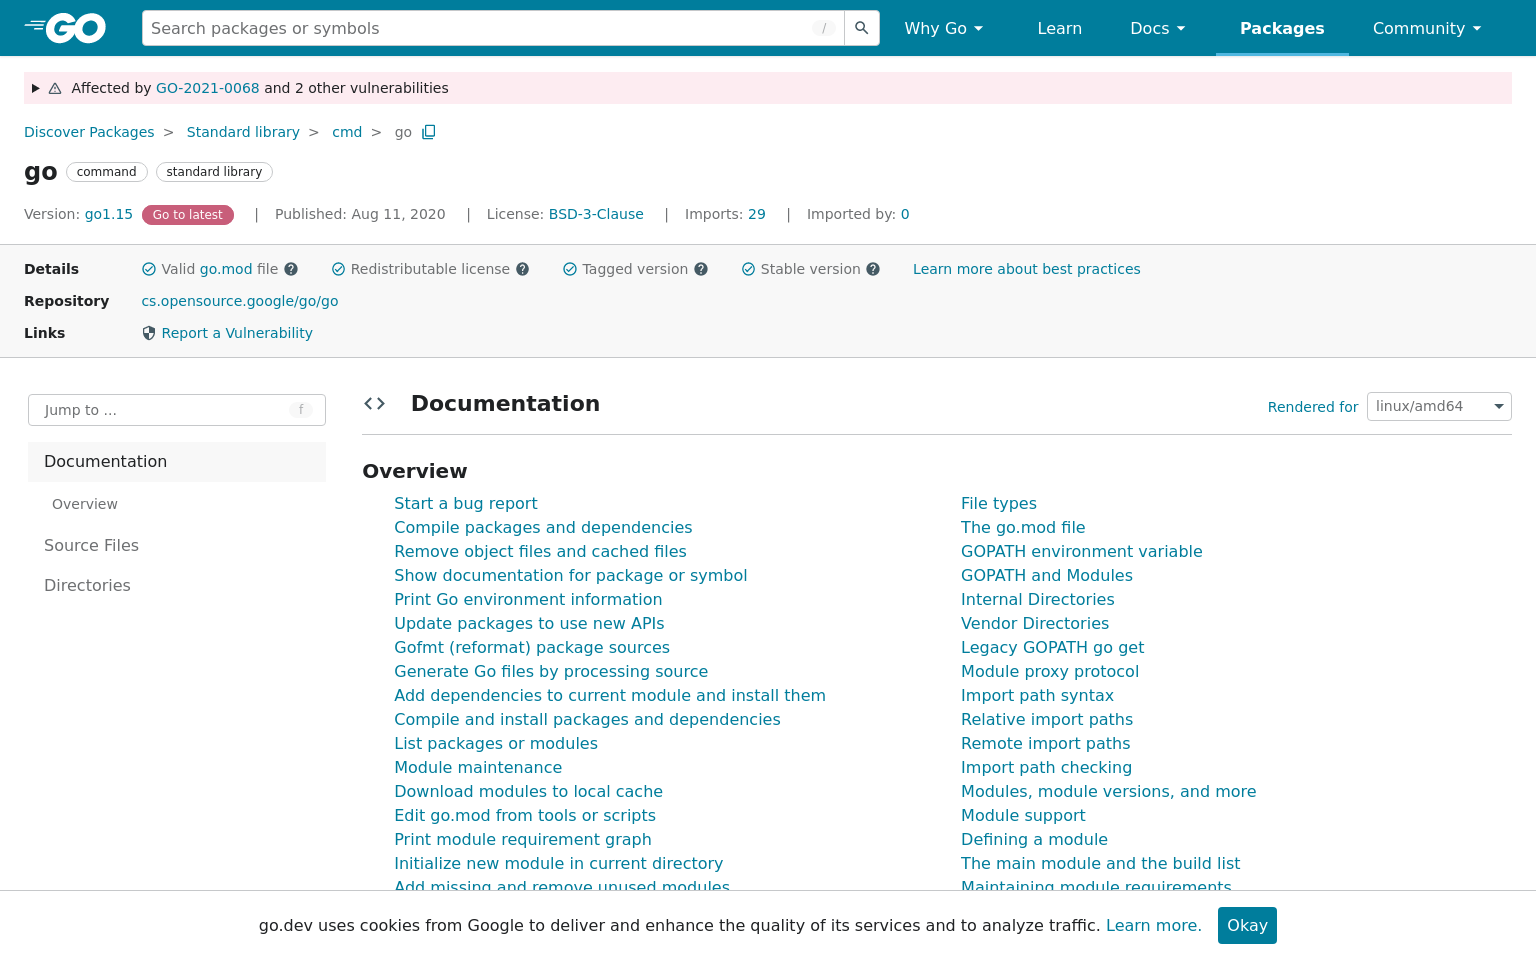 GO
Search packages or symbols /
Why Go
Learn
Docs
Packages
Community
Affected by GO-2021-0068 and 2 other vulnerabilities
Discover Packages > Standard library > cmd > go
go command standard library
Version: go1.15 Go to latest | Published: Aug 11, 2020 | License: BSD-3-Clause | Imports: 29 | Imported by: 0
Details Valid go.mod file Redistributable license Tagged version Stable version Learn more about best practices
Repository cs.opensource.google/go/go
Links Report a Vulnerability
Jump to ... f
Documentation
Overview
Source Files
Directories
Documentation
Rendered for linux/amd64
Overview
Start a bug report
Compile packages and dependencies
Remove object files and cached files
Show documentation for package or symbol
Print Go environment information
Update packages to use new APIs
Gofmt (reformat) package sources
Generate Go files by processing source
Add dependencies to current module and install them
Compile and install packages and dependencies
List packages or modules
Module maintenance
Download modules to local cache
Edit go.mod from tools or scripts
Print module requirement graph
Initialize new module in current directory
Add missing and remove unused modules
File types
The go.mod file
GOPATH environment variable
GOPATH and Modules
Internal Directories
Vendor Directories
Legacy GOPATH go get
Module proxy protocol
Import path syntax
Relative import paths
Remote import paths
Import path checking
Modules, module versions, and more
Module support
Defining a module
The main module and the build list
Maintaining module requirements
go.dev uses cookies from Google to deliver and enhance the quality of its services and to analyze traffic. Learn more. Okay